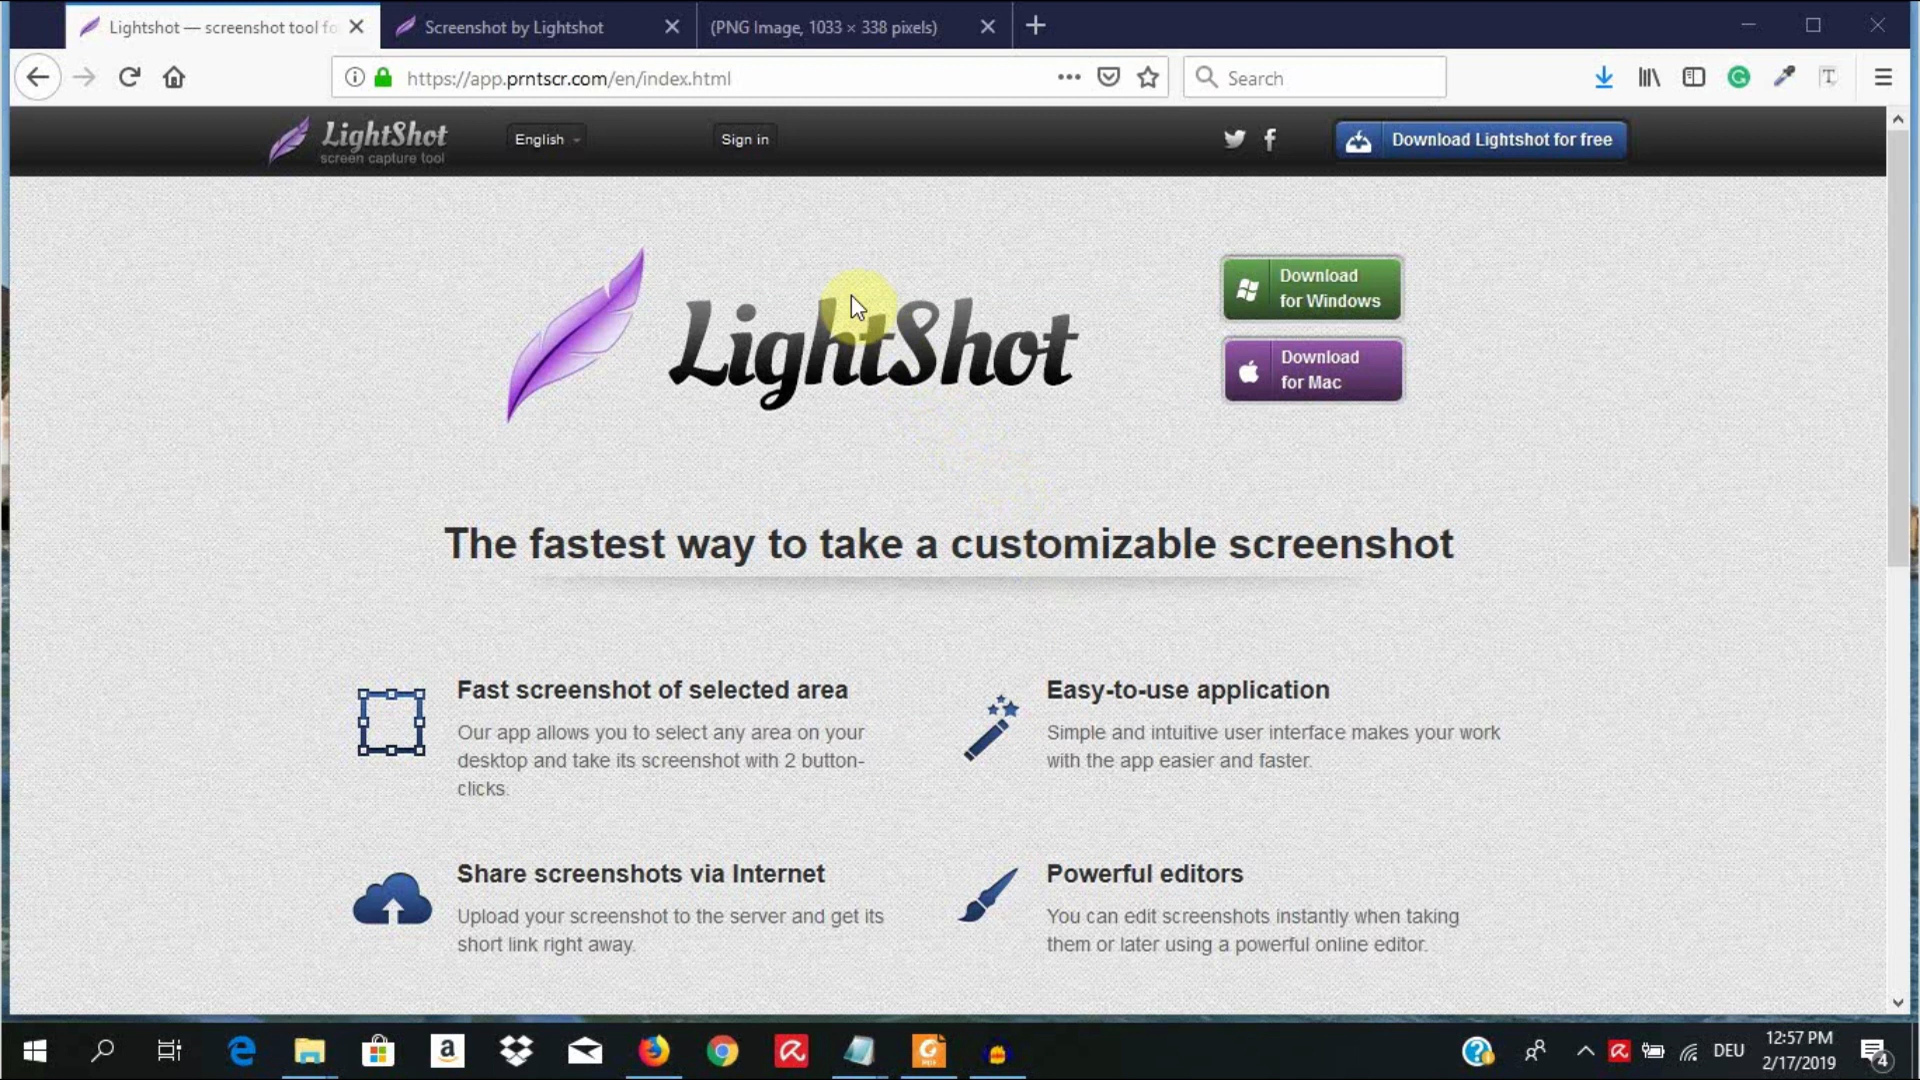 Lightshot — screenshot tool fo
Screenshot by Lightshot
(PNG Image, 1033 × 338 pixels)
https://app.prntscr.com/en/index.html
Search
LightShot
screen capture tool
English
Sign in
Download Lightshot for free
LightShot
Download
for Windows
Download
for Mac
The fastest way to take a customizable screenshot
Fast screenshot of selected area
Our app allows you to select any area on your
desktop and take its screenshot with 2 button-
clicks.
Easy-to-use application
Simple and intuitive user interface makes your work
with the app easier and faster.
Share screenshots via Internet
Upload your screenshot to the server and get its
short link right away.
Powerful editors
You can edit screenshots instantly when taking
them or later using a powerful online editor.
DEU
12:57 PM
2/17/2019
4